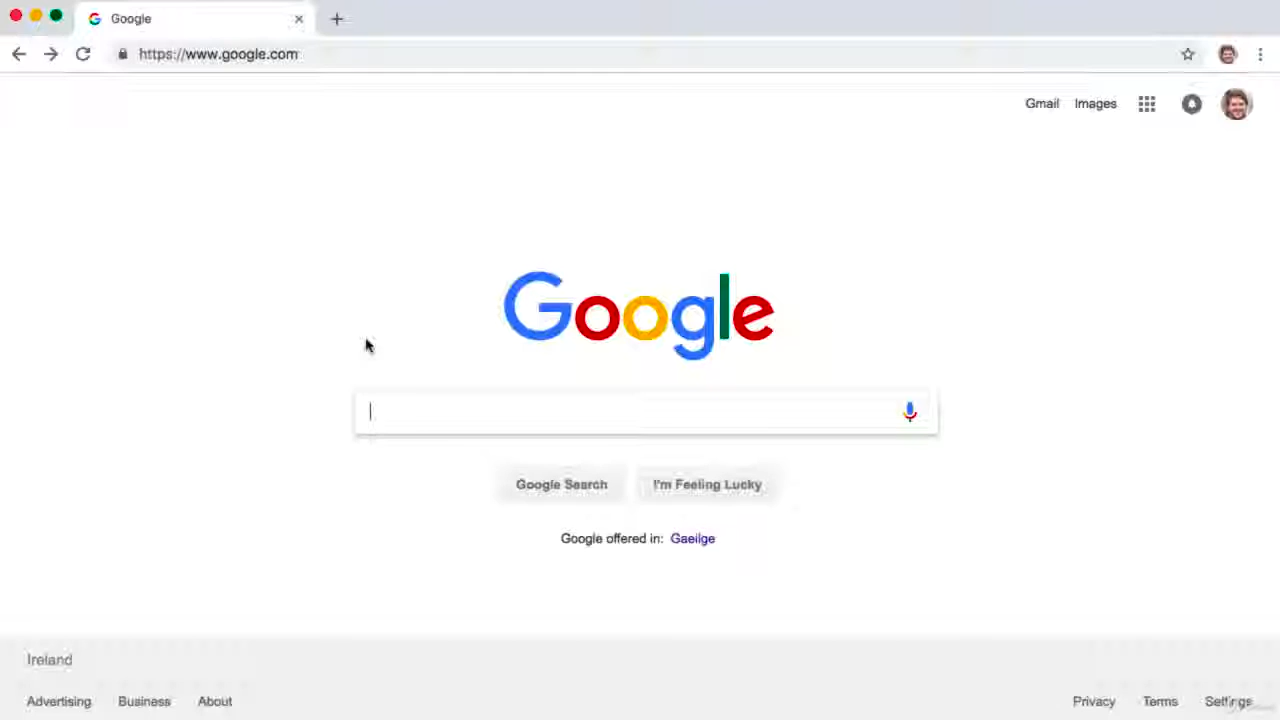 Google
https://www.google.com
Gmail Images
Google
Google Search I'm Feeling Lucky
Google offered in: Gaeilge
Ireland
Advertising Business About
Privacy Terms Settings